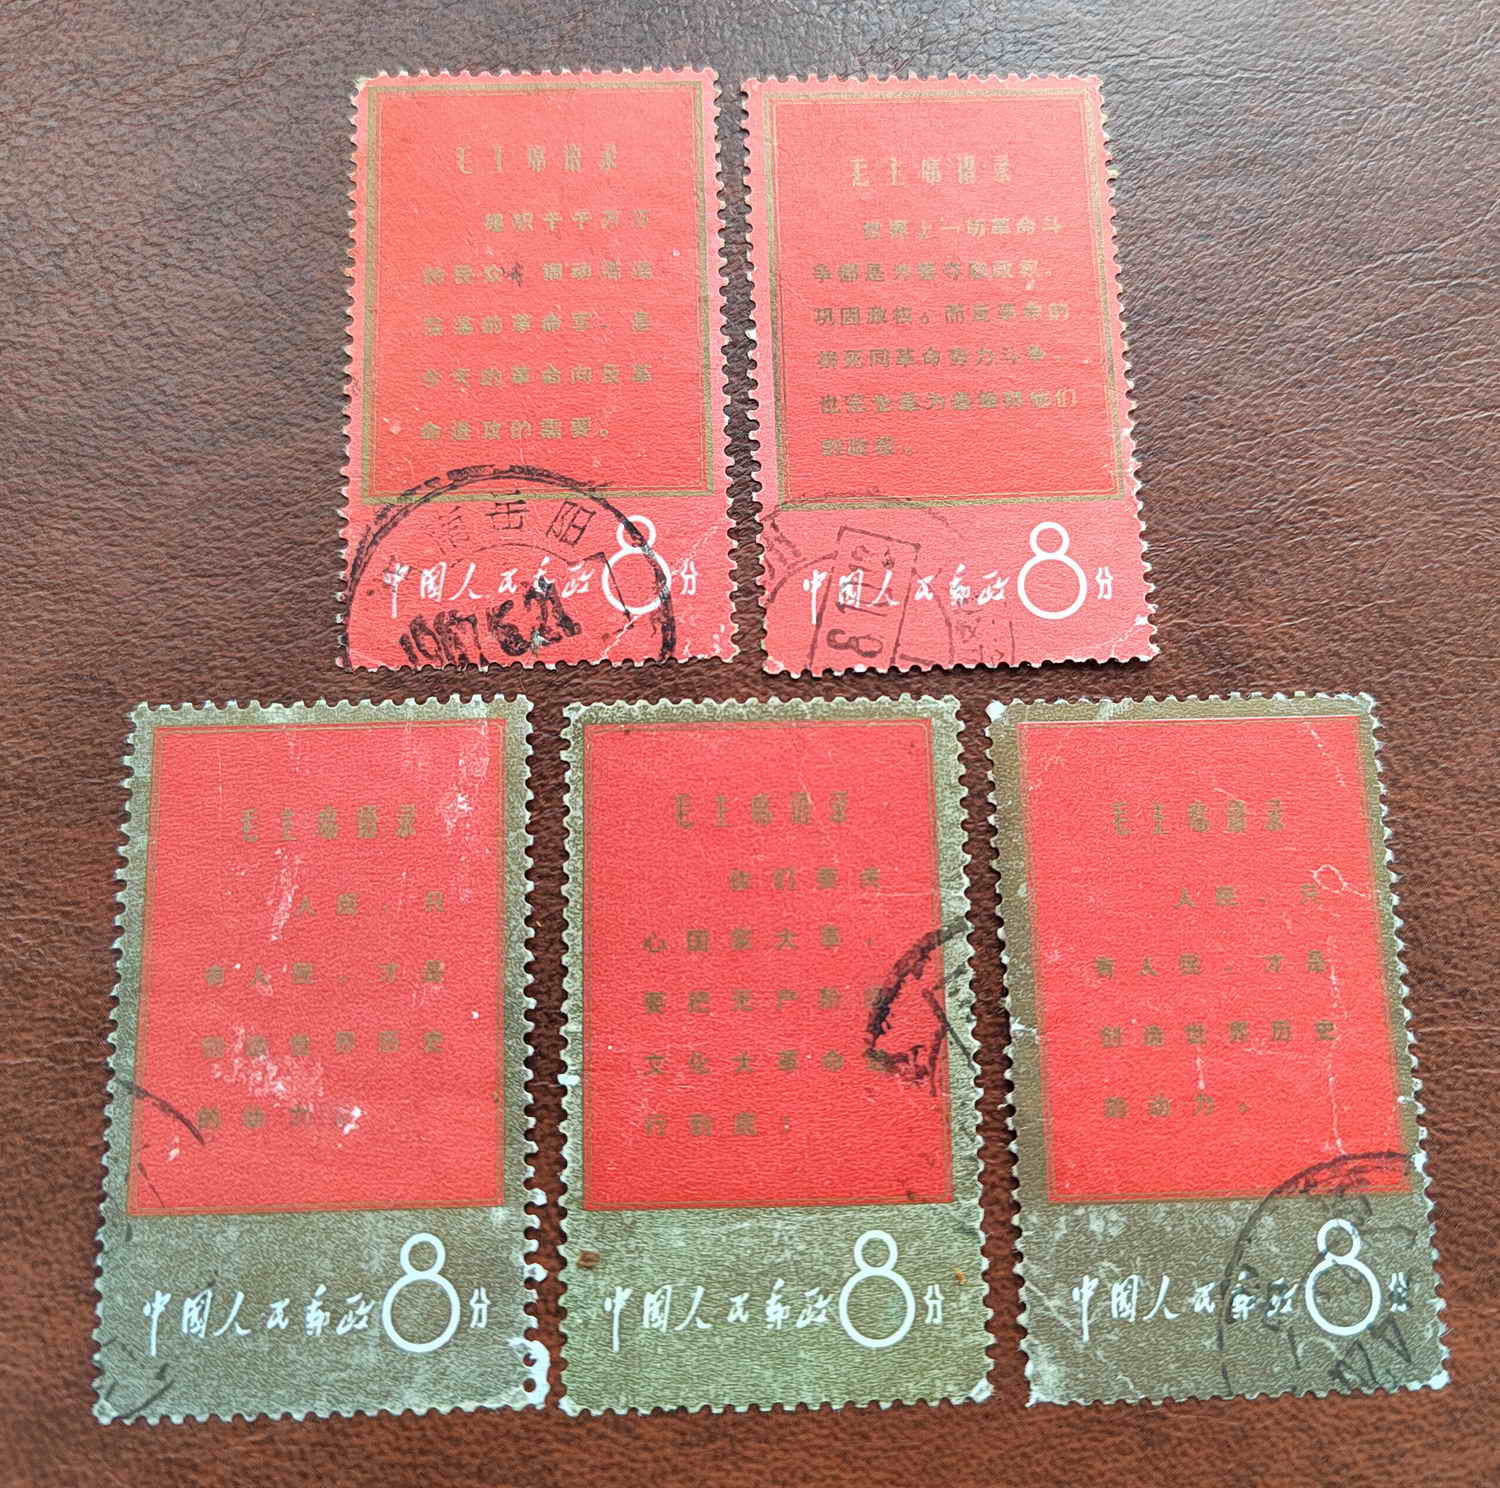 毛主席语录
组织千千万万
的民众，调动浩浩
荡荡的革命军，是
今天的革命向反革
命进攻的需要。
岳阳
1967.5.21
中国人民邮政 8分
毛主席语录
世界上一切革命斗
争都是为着夺取政权，
巩固政权。而反革命的
拚死同革命势力斗争，
也完全是为着维持他们
的政权。
中国人民邮政 8分
毛主席语录
人民，只
有人民，才是
创造世界历史
的动力。
中国人民邮政 8分
毛主席语录
你们要关
心国家大事，
要把无产阶级
文化大革命进
行到底。
中国人民邮政 8分
毛主席语录
人民，只
有人民，才是
创造世界历史
的动力。
中国人民邮政 8分